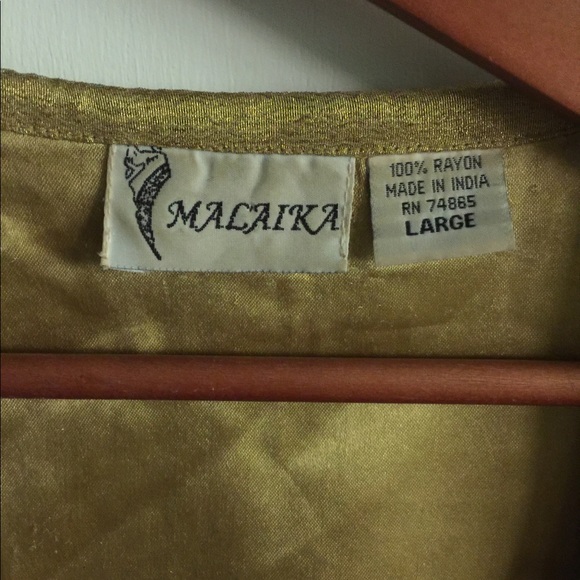 MALAIKA
100% RAYON
MADE IN INDIA
RN 74865
LARGE